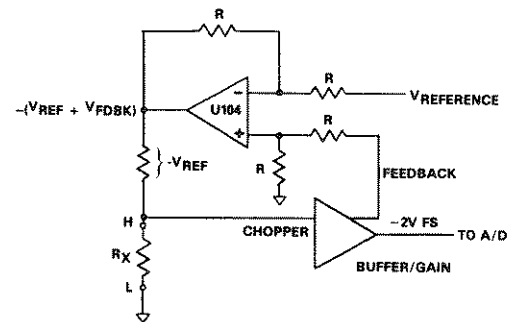 R
U104
R
VREFERENCE
-(VREF + VFDBK)
R
R
FEEDBACK
} -VREF
H
CHOPPER
-2V FS
TO A/D
BUFFER/GAIN
RX
L
-
+